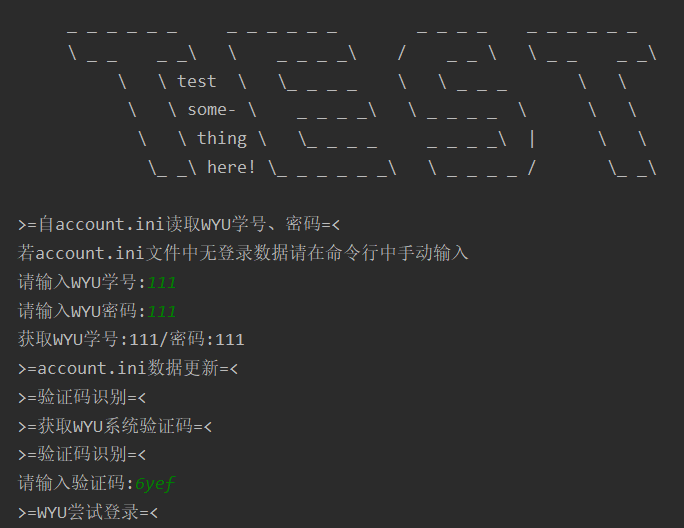 test
some-
thing
here!
>=自account.ini读取WYU学号、密码=<
若account.ini文件中无登录数据请在命令行中手动输入
请输入WYU学号:111
请输入WYU密码:111
获取WYU学号:111/密码:111
>=account.ini数据更新=<
>=验证码识别=<
>=获取WYU系统验证码=<
>=验证码识别=<
请输入验证码:6yef
>=WYU尝试登录=<